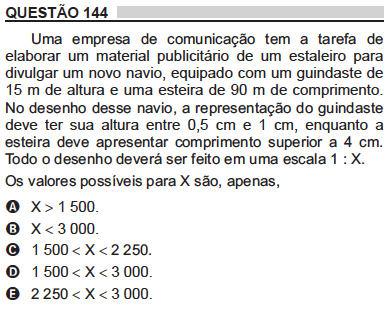 QUESTÃO 144
Uma empresa de comunicação tem a tarefa de
elaborar um material publicitário de um estaleiro para
divulgar um novo navio, equipado com um guindaste de
15 m de altura e uma esteira de 90 m de comprimento.
No desenho desse navio, a representação do guindaste
deve ter sua altura entre 0,5 cm e 1 cm, enquanto a
esteira deve apresentar comprimento superior a 4 cm.
Todo o desenho deverá ser feito em uma escala 1 : X.
Os valores possíveis para X são, apenas,
A X > 1 500.
B X < 3 000.
C 1 500 < X < 2 250.
D 1 500 < X < 3 000.
E 2 250 < X < 3 000.